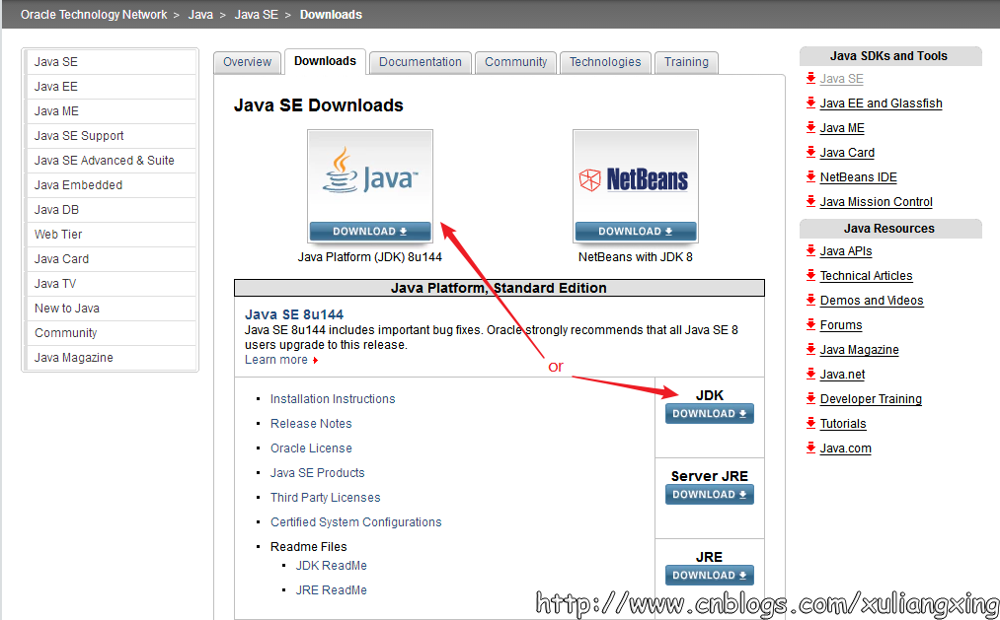 Oracle Technology Network > Java > Java SE > Downloads
Java SE
Java EE
Java ME
Java SE Support
Java SE Advanced & Suite
Java Embedded
Java DB
Web Tier
Java Card
Java TV
New to Java
Community
Java Magazine
Overview Downloads Documentation Community Technologies Training
Java SE Downloads
Java™
DOWNLOAD
Java Platform (JDK) 8u144
NetBeans
DOWNLOAD
NetBeans with JDK 8
Java Platform, Standard Edition
Java SE 8u144
Java SE 8u144 includes important bug fixes. Oracle strongly recommends that all Java SE 8
users upgrade to this release.
Learn more
or
Installation Instructions
Release Notes
Oracle License
Java SE Products
Third Party Licenses
Certified System Configurations
Readme Files
JDK ReadMe
JRE ReadMe
JDK
DOWNLOAD
Server JRE
DOWNLOAD
JRE
DOWNLOAD
Java SDKs and Tools
Java SE
Java EE and Glassfish
Java ME
Java Card
NetBeans IDE
Java Mission Control
Java Resources
Java APIs
Technical Articles
Demos and Videos
Forums
Java Magazine
Java.net
Developer Training
Tutorials
Java.com
http://www.cnblogs.com/xuliangxing